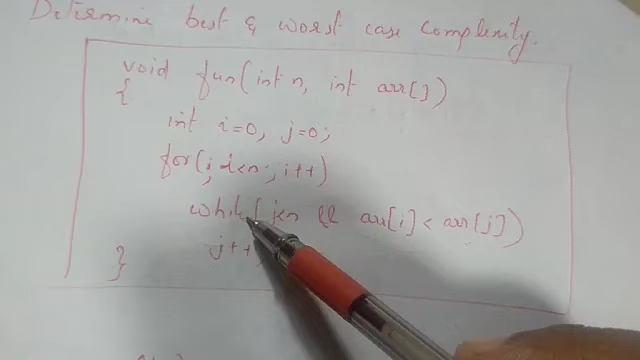 Determine best & worst case complexity.
void fun(int n, int arr[])
{
int i=0, j=0;
for(; i<n; i++)
while(j<n && arr[i] < arr[j])
j++;
}